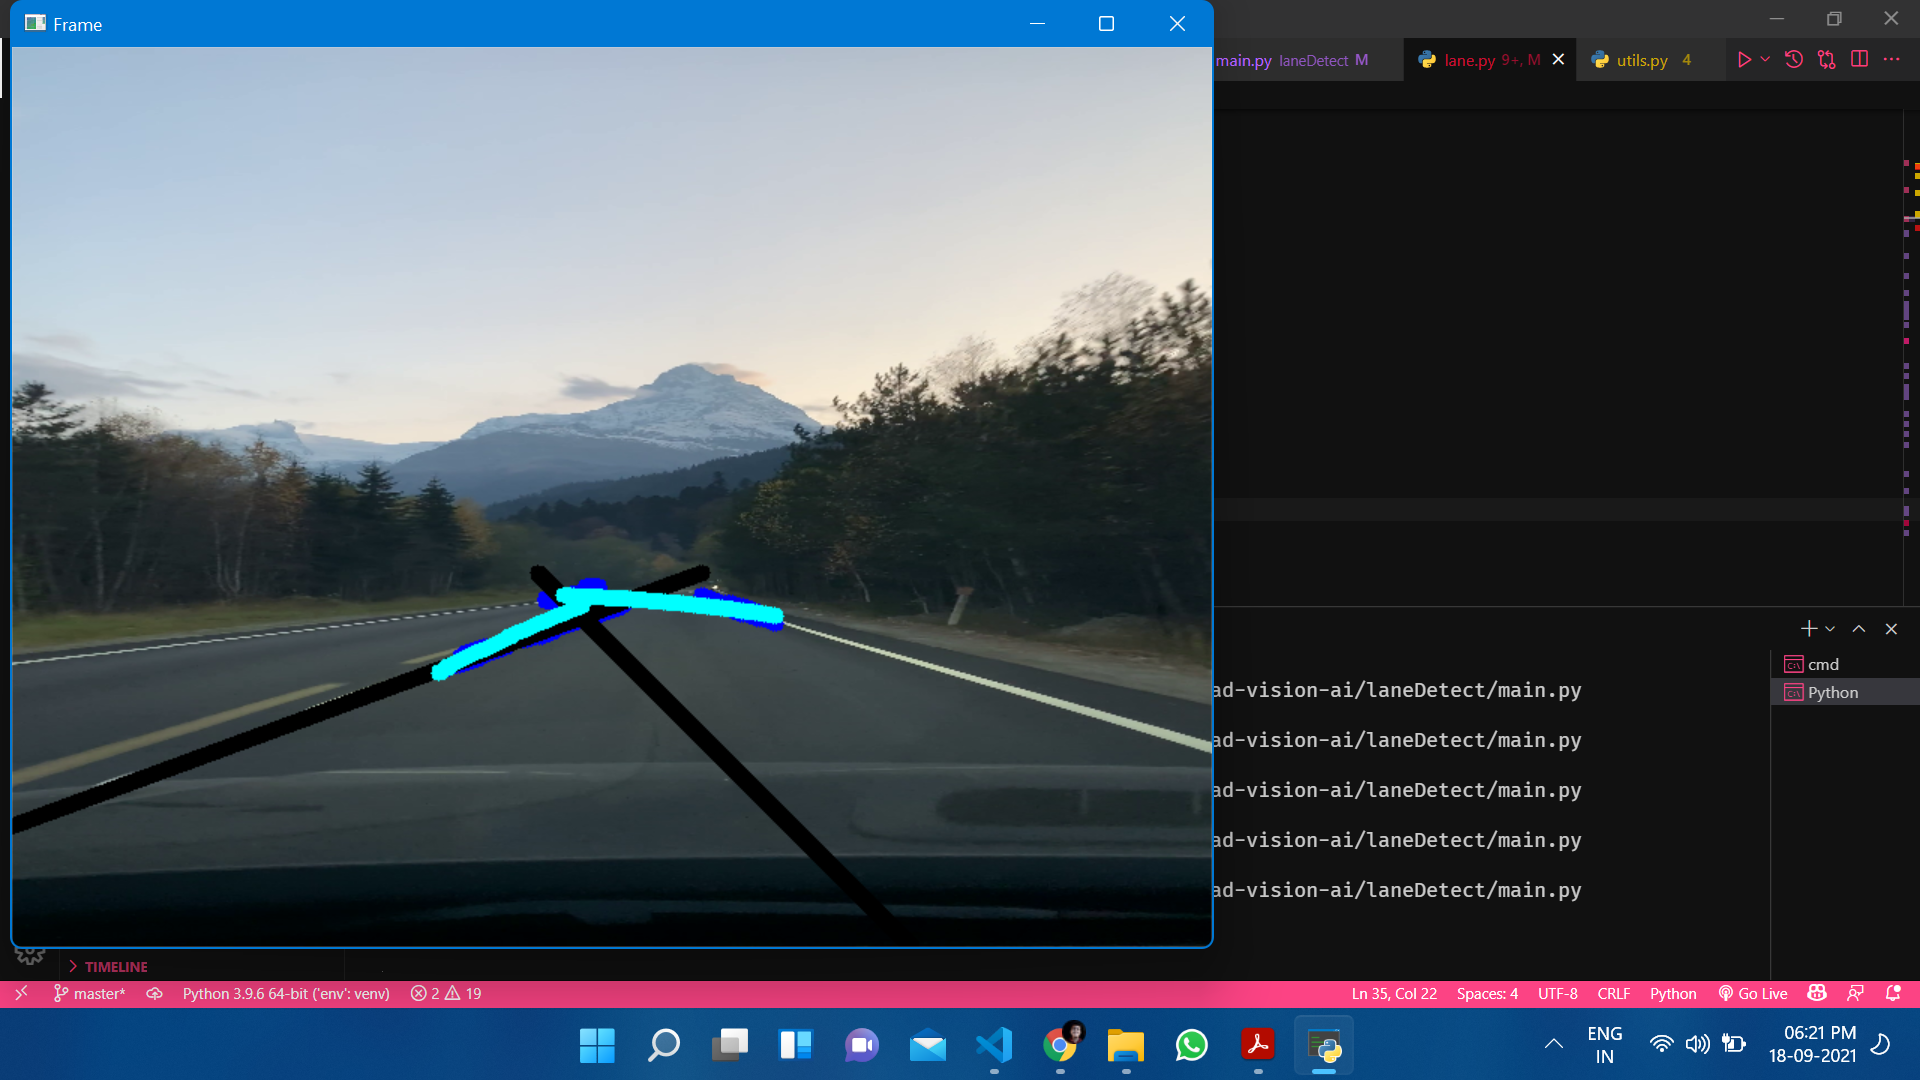 Frame
main.py laneDetect M
lane.py 9+, M
utils.py 4
cmd
Python
ad-vision-ai/laneDetect/main.py
ad-vision-ai/laneDetect/main.py
ad-vision-ai/laneDetect/main.py
ad-vision-ai/laneDetect/main.py
ad-vision-ai/laneDetect/main.py
TIMELINE
master*
Python 3.9.6 64-bit ('env': venv)
2
19
Ln 35, Col 22
Spaces: 4
UTF-8
CRLF
Python
Go Live
ENG
IN
06:21 PM
18-09-2021